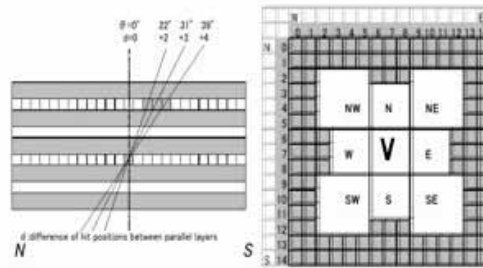 θ=0° 22° 31° 39°
d=0 +2 +3 +4
d difference of hit positions between parallel layers
N S
N E
0 1 2 3 4 5 6 7 8 9 10 11 12 13
N 0
1
2
3
4
5
6
7
8
9
10
11
12
13
S 14
NW N NE
W V E
SW S SE